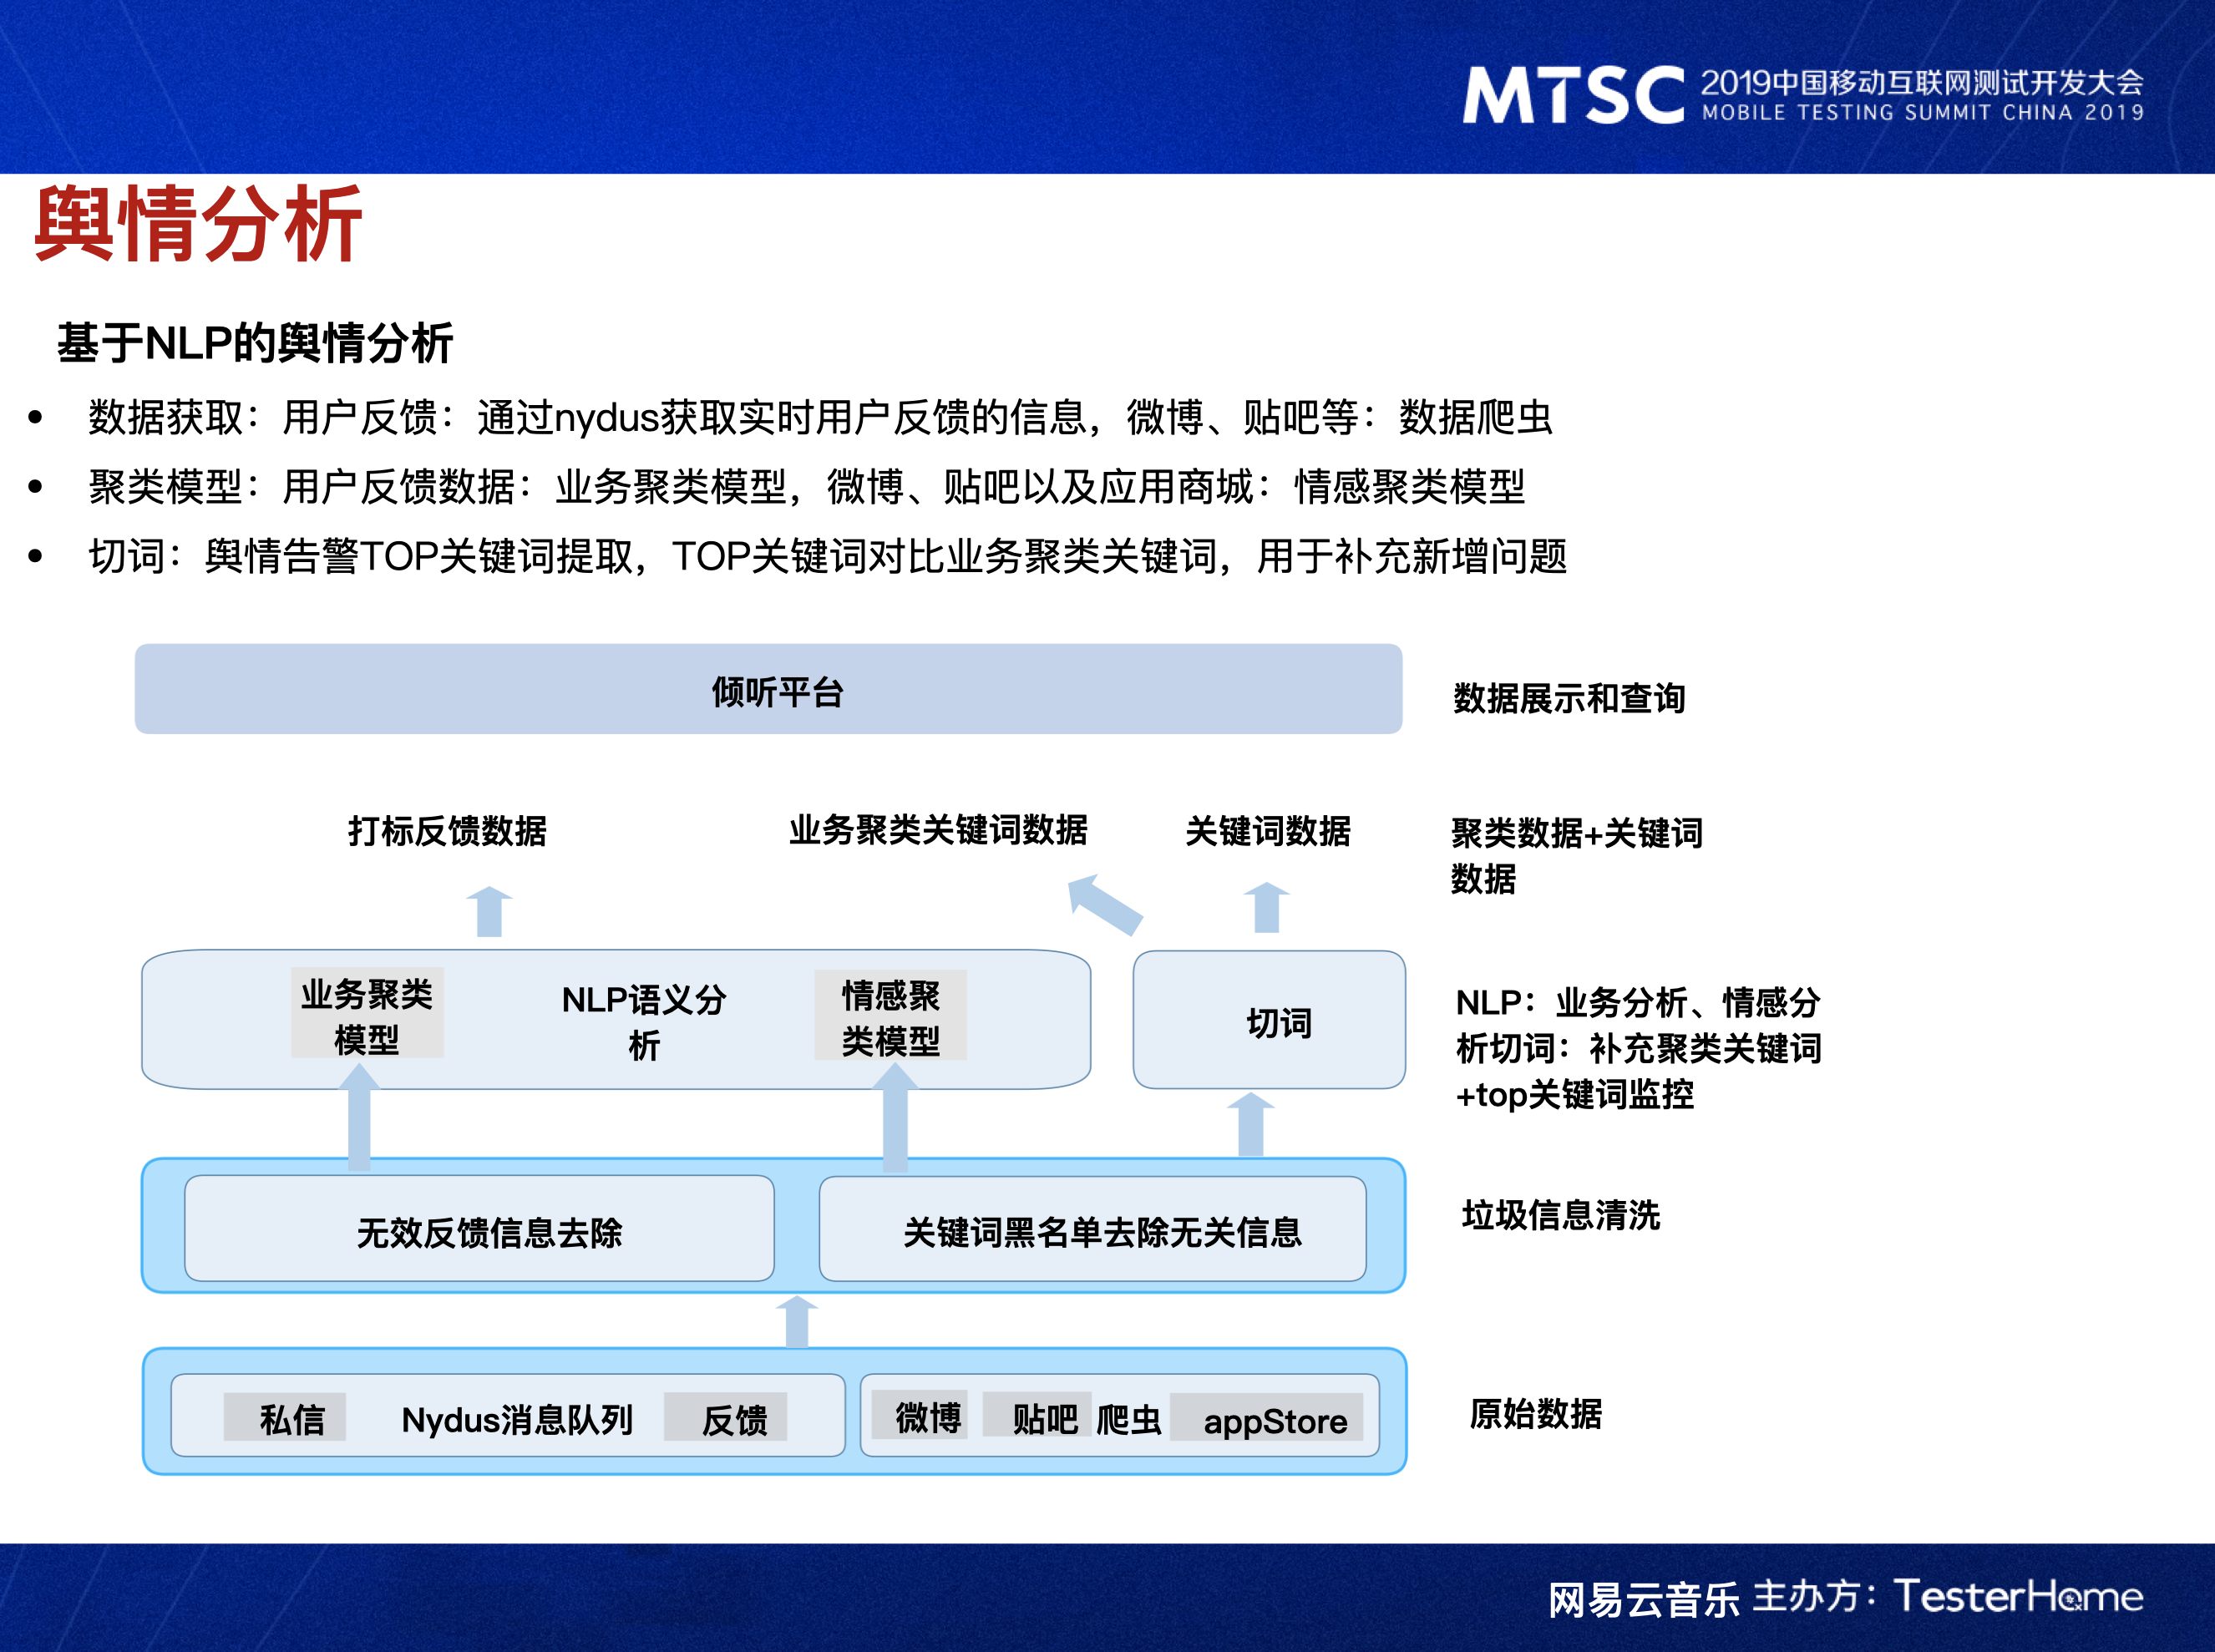 MTSC 2019中国移动互联网测试开发大会
MOBILE TESTING SUMMIT CHINA 2019
舆情分析
基于NLP的舆情分析
• 数据获取：用户反馈：通过nydus获取实时用户反馈的信息，微博、贴吧等：数据爬虫
• 聚类模型：用户反馈数据：业务聚类模型，微博、贴吧以及应用商城：情感聚类模型
• 切词：舆情告警TOP关键词提取，TOP关键词对比业务聚类关键词，用于补充新增问题
倾听平台
数据展示和查询
打标反馈数据
业务聚类关键词数据
关键词数据
聚类数据+关键词
数据
业务聚类
模型
NLP语义分
析
情感聚
类模型
切词
NLP：业务分析、情感分
析切词：补充聚类关键词
+top关键词监控
无效反馈信息去除
关键词黑名单去除无关信息
垃圾信息清洗
私信
Nydus消息队列
反馈
微博
贴吧
爬虫
appStore
原始数据
网易云音乐 主办方：TesterHome